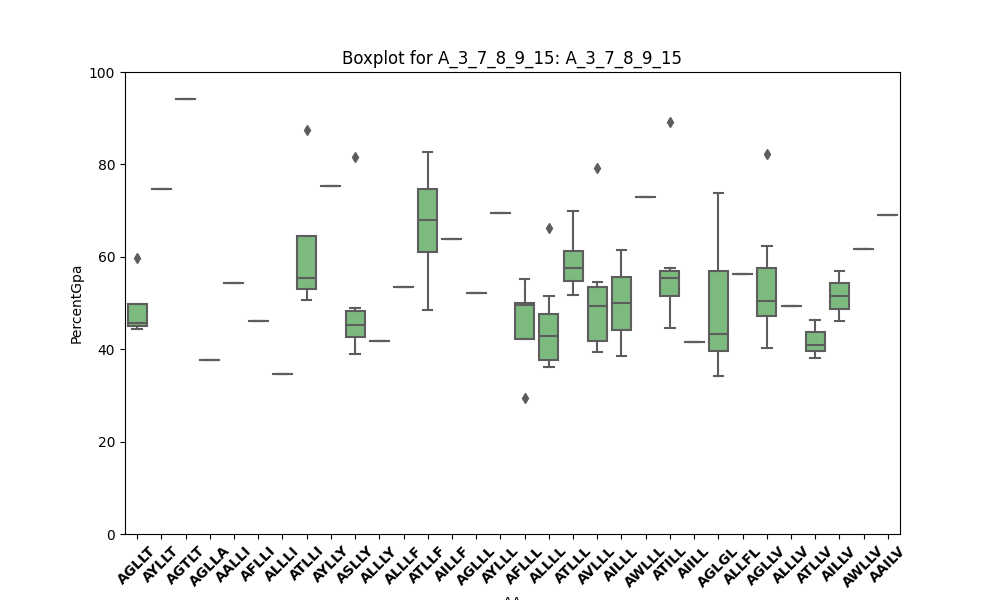 Boxplot for A_3_7_8_9_15: A_3_7_8_9_15
PercentGpa
100
80
60
40
20
0
AGLLT AYLLT AGTLT AGLLA AALLI AFLLI ALLLI ATLLI AYLLY ASLLY ALLLY ALLLF ATLLF AILLF AGLLL AYLLL AFLLL ALLLL ATLLL AVLLL AILLL AWLLL ATILL AIILL AGLGL ALLFL AGLLV ALLLV ATLLV AILLV AWLLV AAILV